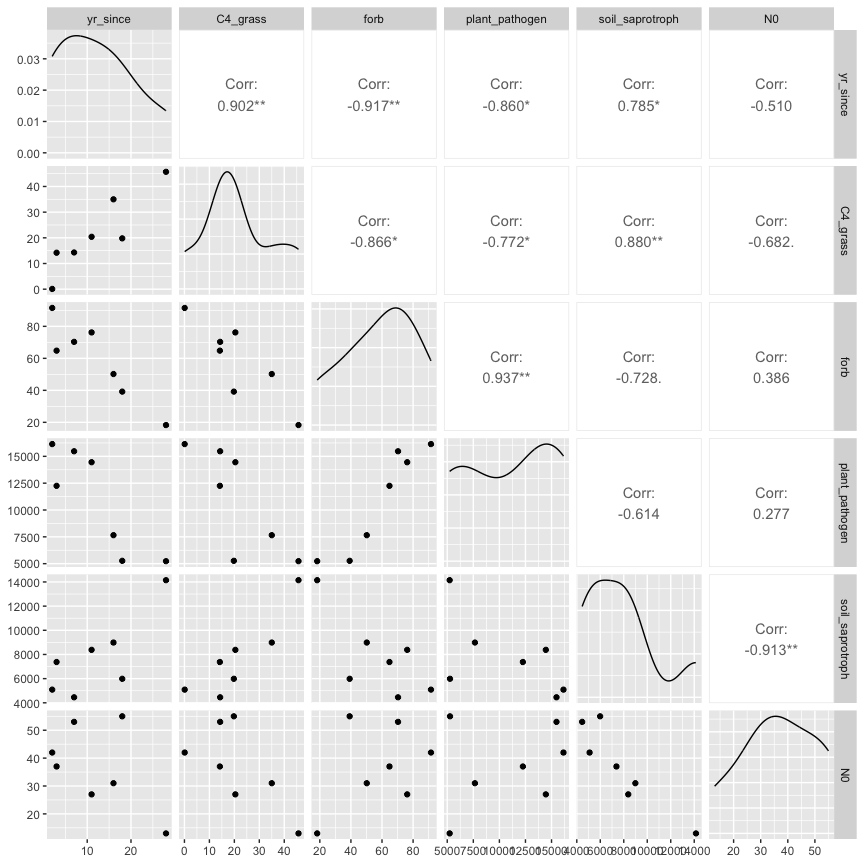 yr_since C4_grass forb plant_pathogen soil_saprotroph N0
0.03
0.02
0.01
0.00
Corr:
0.902**
Corr:
-0.917**
Corr:
-0.860*
Corr:
0.785*
Corr:
-0.510
yr_since
40
30
20
10
0
Corr:
-0.866*
Corr:
-0.772*
Corr:
0.880**
Corr:
-0.682.
C4_grass
80
60
40
20
Corr:
0.937**
Corr:
-0.728.
Corr:
0.386
forb
15000
12500
10000
7500
5000
Corr:
-0.614
Corr:
0.277
plant_pathogen
14000
12000
10000
8000
6000
4000
Corr:
-0.913**
soil_saprotroph
50
40
30
20
N0
10 20
0 10 20 30 40
20 40 60 80
5000 7500 10000 12500 15000
4000 6000 8000 10000 12000 14000
20 30 40 50